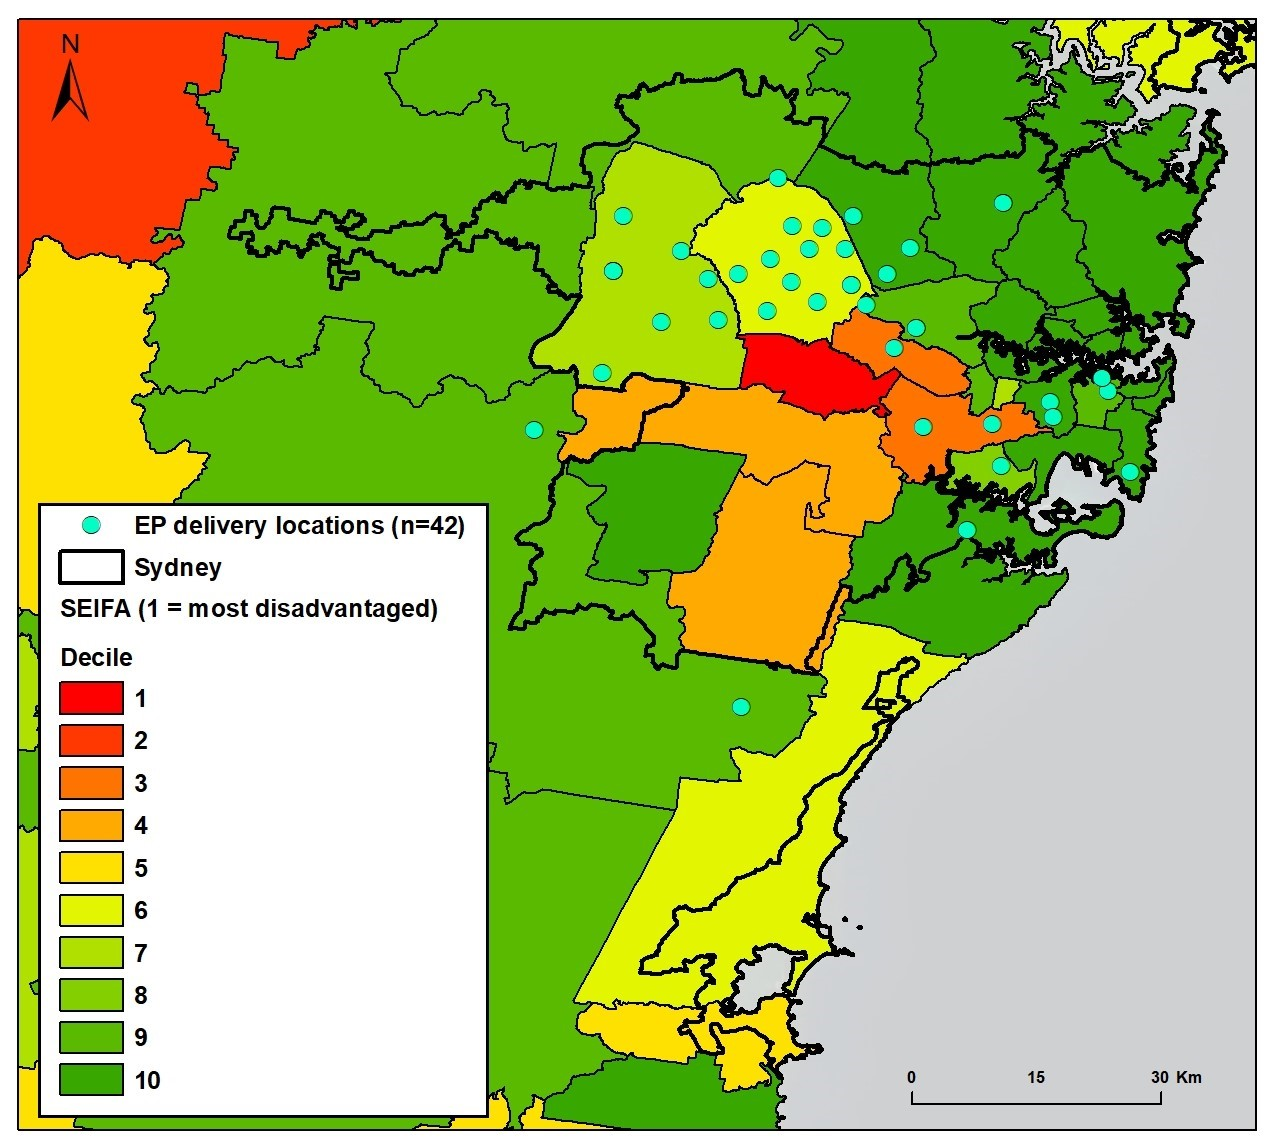 N
EP delivery locations (n=42)
Sydney
SEIFA (1 = most disadvantaged)
Decile
1
2
3
4
5
6
7
8
9
10
0 15 30 Km